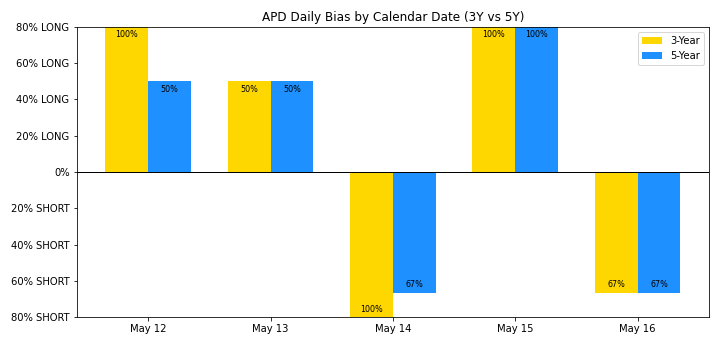 APD Daily Bias by Calendar Date (3Y vs 5Y)
80% LONG
60% LONG
40% LONG
20% LONG
0%
20% SHORT
40% SHORT
60% SHORT
80% SHORT
100%
50%
50%
50%
100%
67%
100%
100%
67%
67%
3-Year
5-Year
May 12
May 13
May 14
May 15
May 16